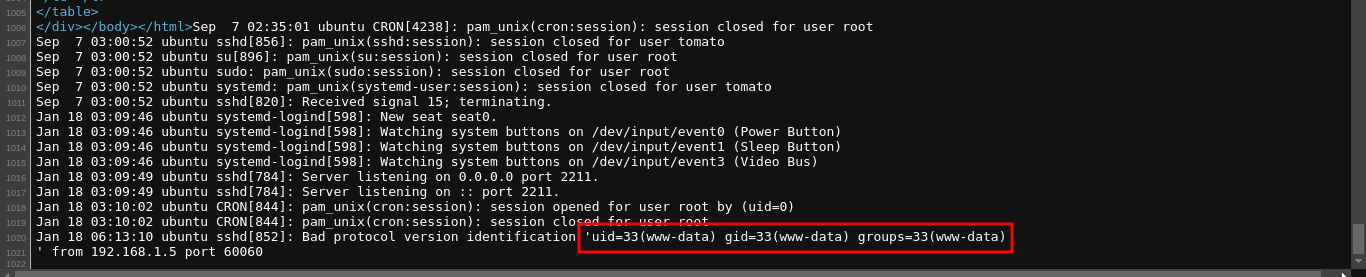 1005 </table>
1006 </div></body></html>Sep  7 02:35:01 ubuntu CRON[4238]: pam_unix(cron:session): session closed for user root
1007 Sep  7 03:00:52 ubuntu sshd[856]: pam_unix(sshd:session): session closed for user tomato
1008 Sep  7 03:00:52 ubuntu su[896]: pam_unix(su:session): session closed for user root
1009 Sep  7 03:00:52 ubuntu sudo: pam_unix(sudo:session): session closed for user root
1010 Sep  7 03:00:52 ubuntu systemd: pam_unix(systemd-user:session): session closed for user tomato
1011 Sep  7 03:00:52 ubuntu sshd[820]: Received signal 15; terminating.
1012 Jan 18 03:09:46 ubuntu systemd-logind[598]: New seat seat0.
1013 Jan 18 03:09:46 ubuntu systemd-logind[598]: Watching system buttons on /dev/input/event0 (Power Button)
1014 Jan 18 03:09:46 ubuntu systemd-logind[598]: Watching system buttons on /dev/input/event1 (Sleep Button)
1015 Jan 18 03:09:46 ubuntu systemd-logind[598]: Watching system buttons on /dev/input/event3 (Video Bus)
1016 Jan 18 03:09:49 ubuntu sshd[784]: Server listening on 0.0.0.0 port 2211.
1017 Jan 18 03:09:49 ubuntu sshd[784]: Server listening on :: port 2211.
1018 Jan 18 03:10:02 ubuntu CRON[844]: pam_unix(cron:session): session opened for user root by (uid=0)
1019 Jan 18 03:10:02 ubuntu CRON[844]: pam_unix(cron:session): session closed for user root
1020 Jan 18 06:13:10 ubuntu sshd[852]: Bad protocol version identification 'uid=33(www-data) gid=33(www-data) groups=33(www-data)
1021 ' from 192.168.1.5 port 60060
1022